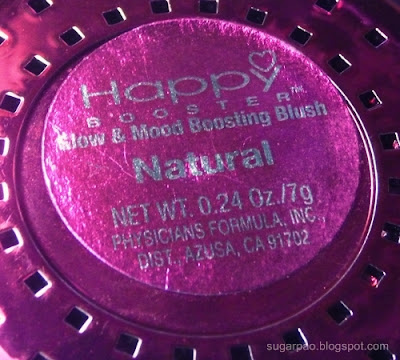 Happy
BOOSTER™
Glow & Mood Boosting Blush
Natural
NET WT. 0.24 Oz./7g
PHYSICIANS FORMULA, INC.
DIST., AZUSA, CA 91702
sugarpao.blogspot.com